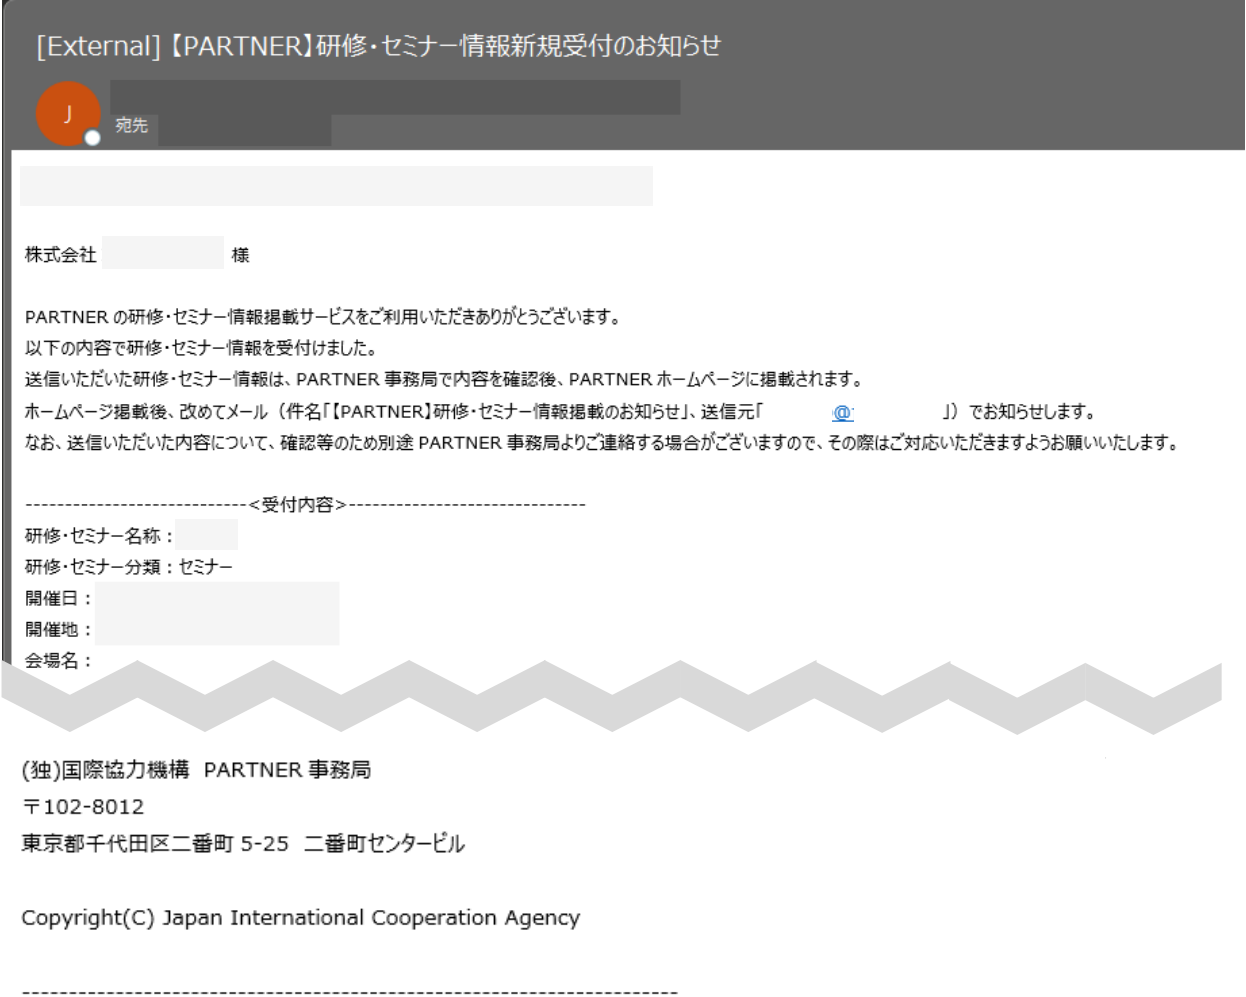 [External]【PARTNER】研修・セミナー情報新規受付のお知らせ
J
宛先
株式会社 様
PARTNER の研修・セミナー情報掲載サービスをご利用いただきありがとうございます。
以下の内容で研修・セミナー情報を受付けました。
送信いただいた研修・セミナー情報は、PARTNER 事務局で内容を確認後、PARTNER ホームページに掲載されます。
ホームページ掲載後、改めてメール（件名「【PARTNER】研修・セミナー情報掲載のお知らせ」、送信元「 @ 」）でお知らせします。
なお、送信いただいた内容について、確認等のため別途 PARTNER 事務局よりご連絡する場合がございますので、その際はご対応いただきますようお願いいたします。
----------------------------<受付内容>------------------------------
研修・セミナー名称：
研修・セミナー分類：セミナー
開催日：
開催地：
会場名：
(独)国際協力機構 PARTNER 事務局
〒102-8012
東京都千代田区二番町 5-25 二番町センタービル
Copyright(C) Japan International Cooperation Agency
----------------------------------------------------------------------